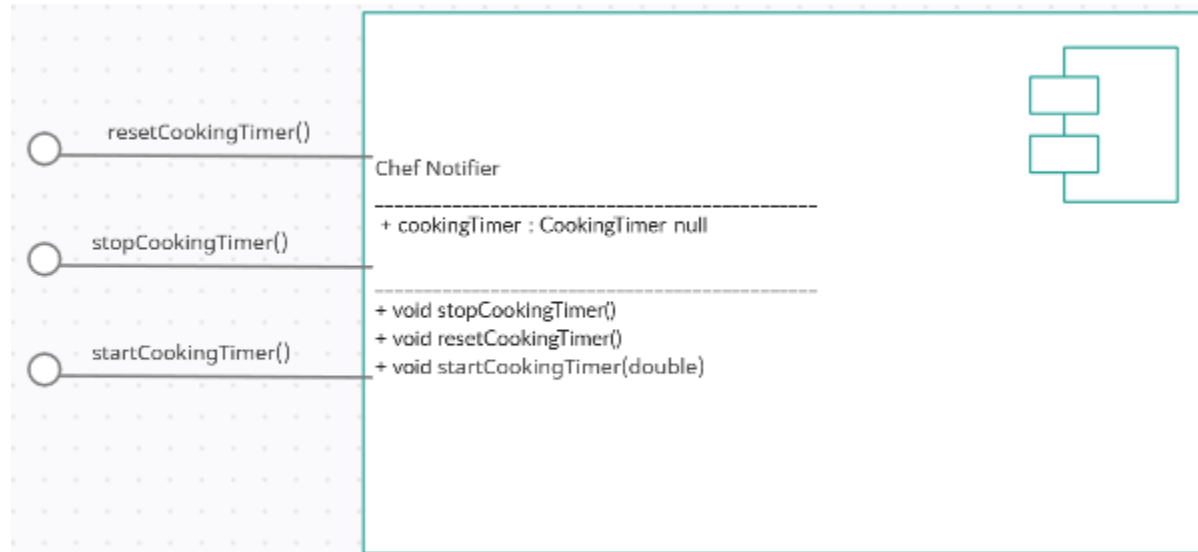 resetCookingTimer()
Chef Notifier
+ cookingTimer : CookingTimer null
stopCookingTimer()
+ void stopCookingTimer()
+ void resetCookingTimer()
startCookingTimer()
+ void startCookingTimer(double)